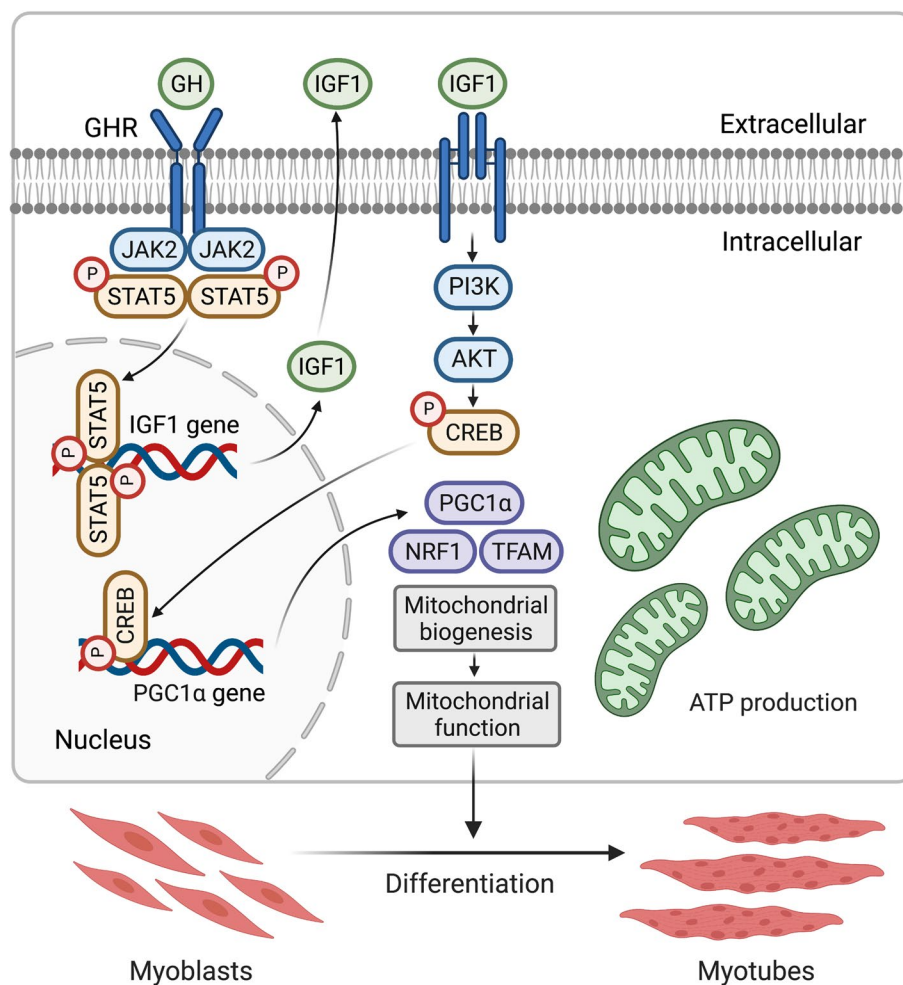 GH
IGF1
IGF1
GHR
Extracellular
Intracellular
JAK2
JAK2
P
P
STAT5
STAT5
PI3K
AKT
IGF1
P
CREB
STAT5
IGF1 gene
P
P
STAT5
PGC1α
NRF1
TFAM
CREB
P
PGC1α gene
Mitochondrial
biogenesis
Mitochondrial
function
ATP production
Nucleus
Differentiation
Myoblasts
Myotubes